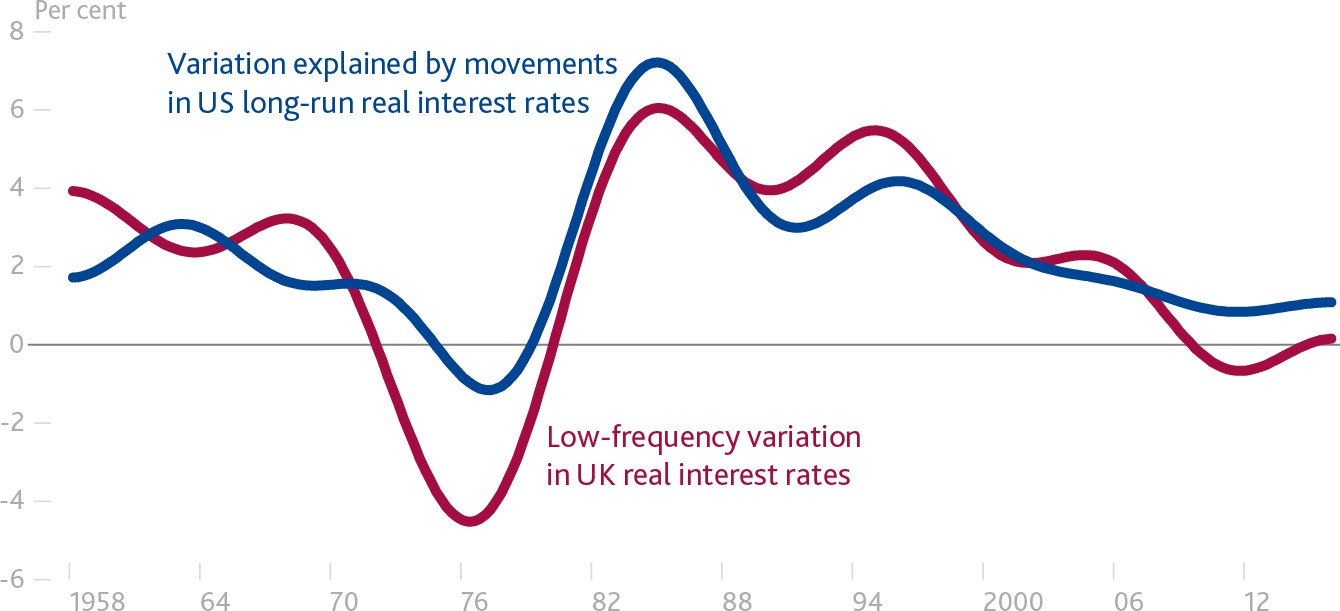 Per cent
8
Variation explained by movements
in US long-run real interest rates
6
4
2
0
-2
Low-frequency variation
in UK real interest rates
-4
-6
1958 64 70 76 82 88 94 2000 06 12